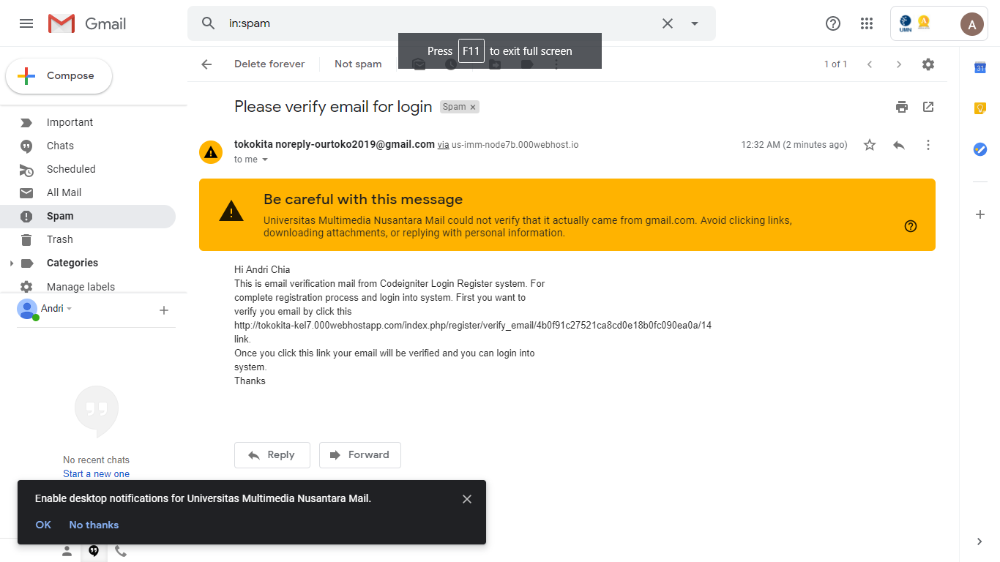 Gmail
in:spam
UMN
A
Press F11 to exit full screen
Compose
Delete forever
Not spam
1 of 1
31
Please verify email for login
Spam ×
Important
Chats
Scheduled
All Mail
Spam
Trash
Categories
Manage labels
Andri
tokokita noreply-ourtoko2019@gmail.com via us-imm-node7b.000webhost.io
12:32 AM (2 minutes ago)
to me
Be careful with this message
Universitas Multimedia Nusantara Mail could not verify that it actually came from gmail.com. Avoid clicking links,
downloading attachments, or replying with personal information.
Hi Andri Chia
This is email verification mail from Codeigniter Login Register system. For
complete registration process and login into system. First you want to
verify you email by click this
http://tokokita-kel7.000webhostapp.com/index.php/register/verify_email/4b0f91c27521ca8cd0e18b0fc090ea0a/14
link.
Once you click this link your email will be verified and you can login into
system.
Thanks
Reply
Forward
No recent chats
Start a new one
Enable desktop notifications for Universitas Multimedia Nusantara Mail.
OK
No thanks